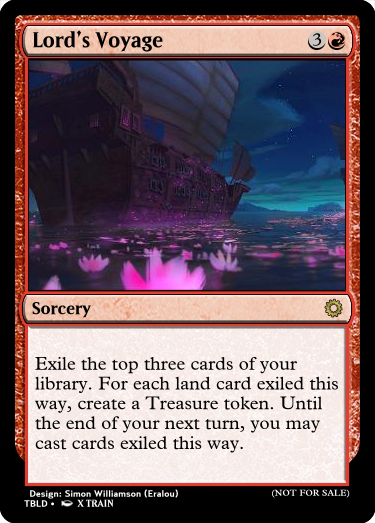 Lord's Voyage 3
Sorcery
Exile the top three cards of your
library. For each land card exiled this
way, create a Treasure token. Until
the end of your next turn, you may
cast cards exiled this way.
Design: Simon Williamson (Eralou) (NOT FOR SALE)
TBLD • X TRAIN